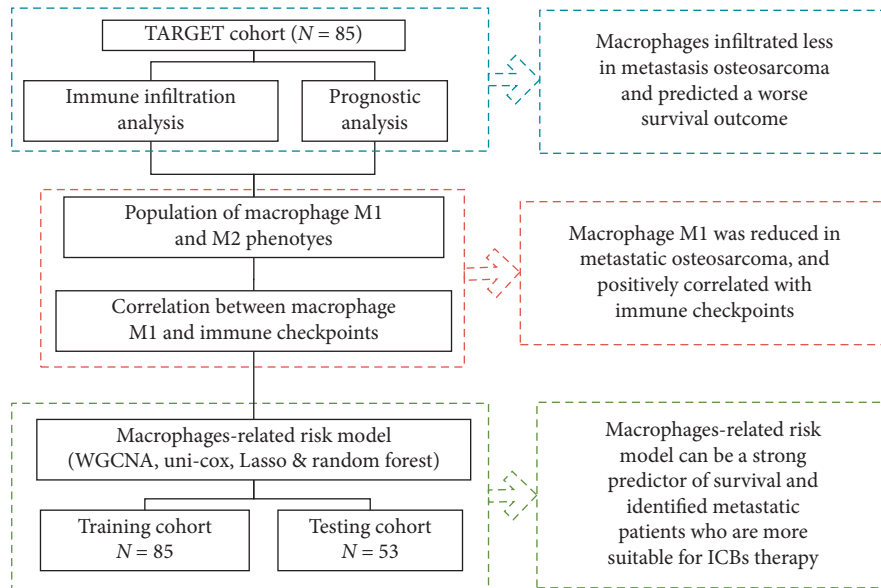 TARGET cohort (N = 85)
Immune infiltration
analysis
Prognostic
analysis
Macrophages infiltrated less
in metastasis osteosarcoma
and predicted a worse
survival outcome
Population of macrophage M1
and M2 phenotyes
Correlation between macrophage
M1 and immune checkpoints
Macrophage M1 was reduced in
metastatic osteosarcoma, and
positively correlated with
immune checkpoints
Macrophages-related risk model
(WGCNA, uni-cox, Lasso & random forest)
Training cohort
N = 85
Testing cohort
N = 53
Macrophages-related risk
model can be a strong
predictor of survival and
identified metastatic
patients who are more
suitable for ICBs therapy